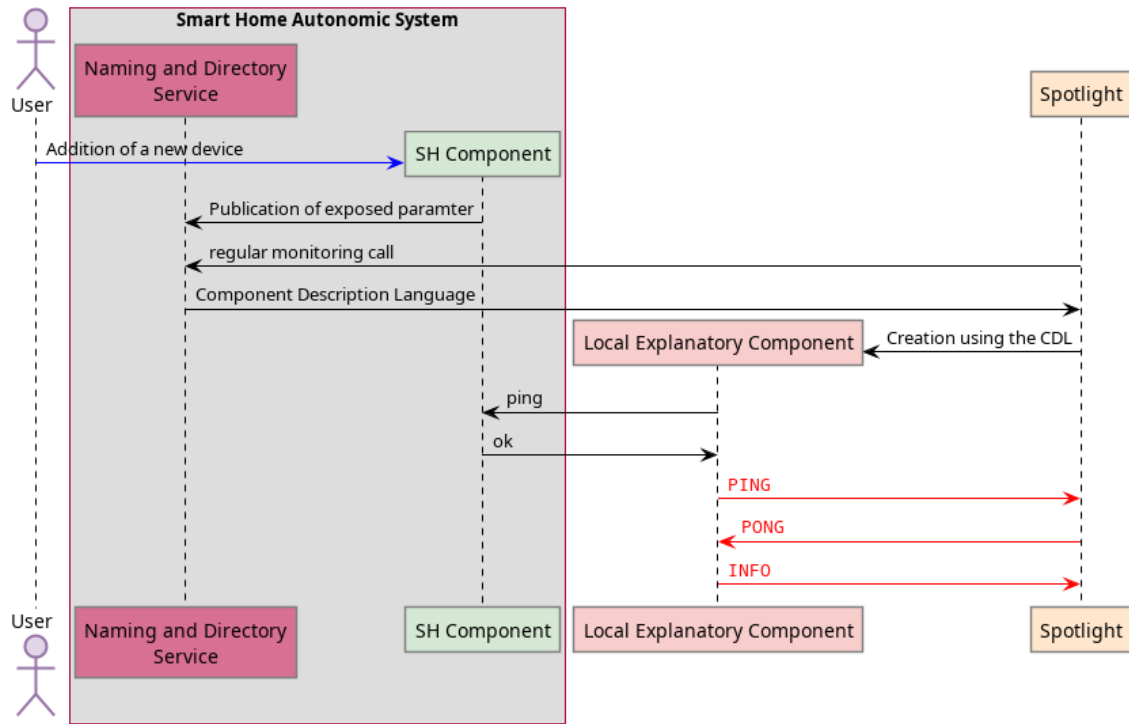 Smart Home Autonomic System
Naming and Directory
Service
User
Spotlight
Addition of a new device
SH Component
Publication of exposed paramter
regular monitoring call
Component Description Language
Local Explanatory Component
Creation using the CDL
ping
ok
PING
PONG
INFO
User
Naming and Directory
Service
SH Component
Local Explanatory Component
Spotlight